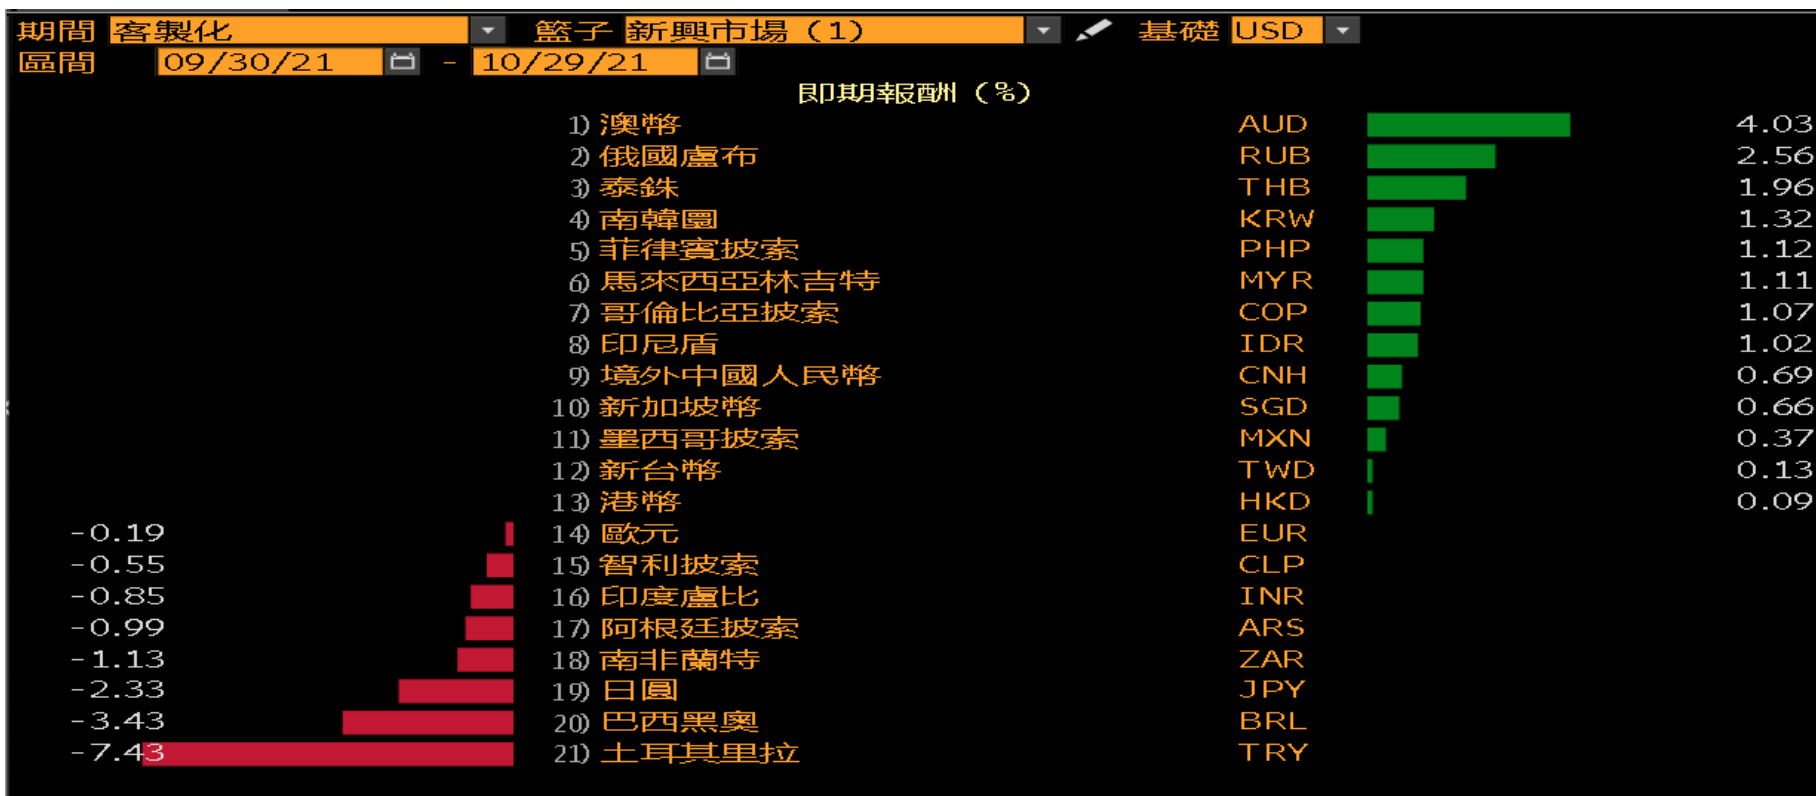 期間 客製化 籃子 新興市場 (1) 基礎 USD
區間 09/30/21 - 10/29/21
即期報酬 (%)
1) 澳幣 AUD 4.03
2) 俄國盧布 RUB 2.56
3) 泰銖 THB 1.96
4) 南韓圜 KRW 1.32
5) 菲律賓披索 PHP 1.12
6) 馬來西亞林吉特 MYR 1.11
7) 哥倫比亞披索 COP 1.07
8) 印尼盾 IDR 1.02
9) 境外中國人民幣 CNH 0.69
10) 新加坡幣 SGD 0.66
11) 墨西哥披索 MXN 0.37
12) 新台幣 TWD 0.13
13) 港幣 HKD 0.09
-0.19 14) 歐元 EUR
-0.55 15) 智利披索 CLP
-0.85 16) 印度盧比 INR
-0.99 17) 阿根廷披索 ARS
-1.13 18) 南非蘭特 ZAR
-2.33 19) 日圓 JPY
-3.43 20) 巴西黑奧 BRL
-7.43 21) 土耳其里拉 TRY